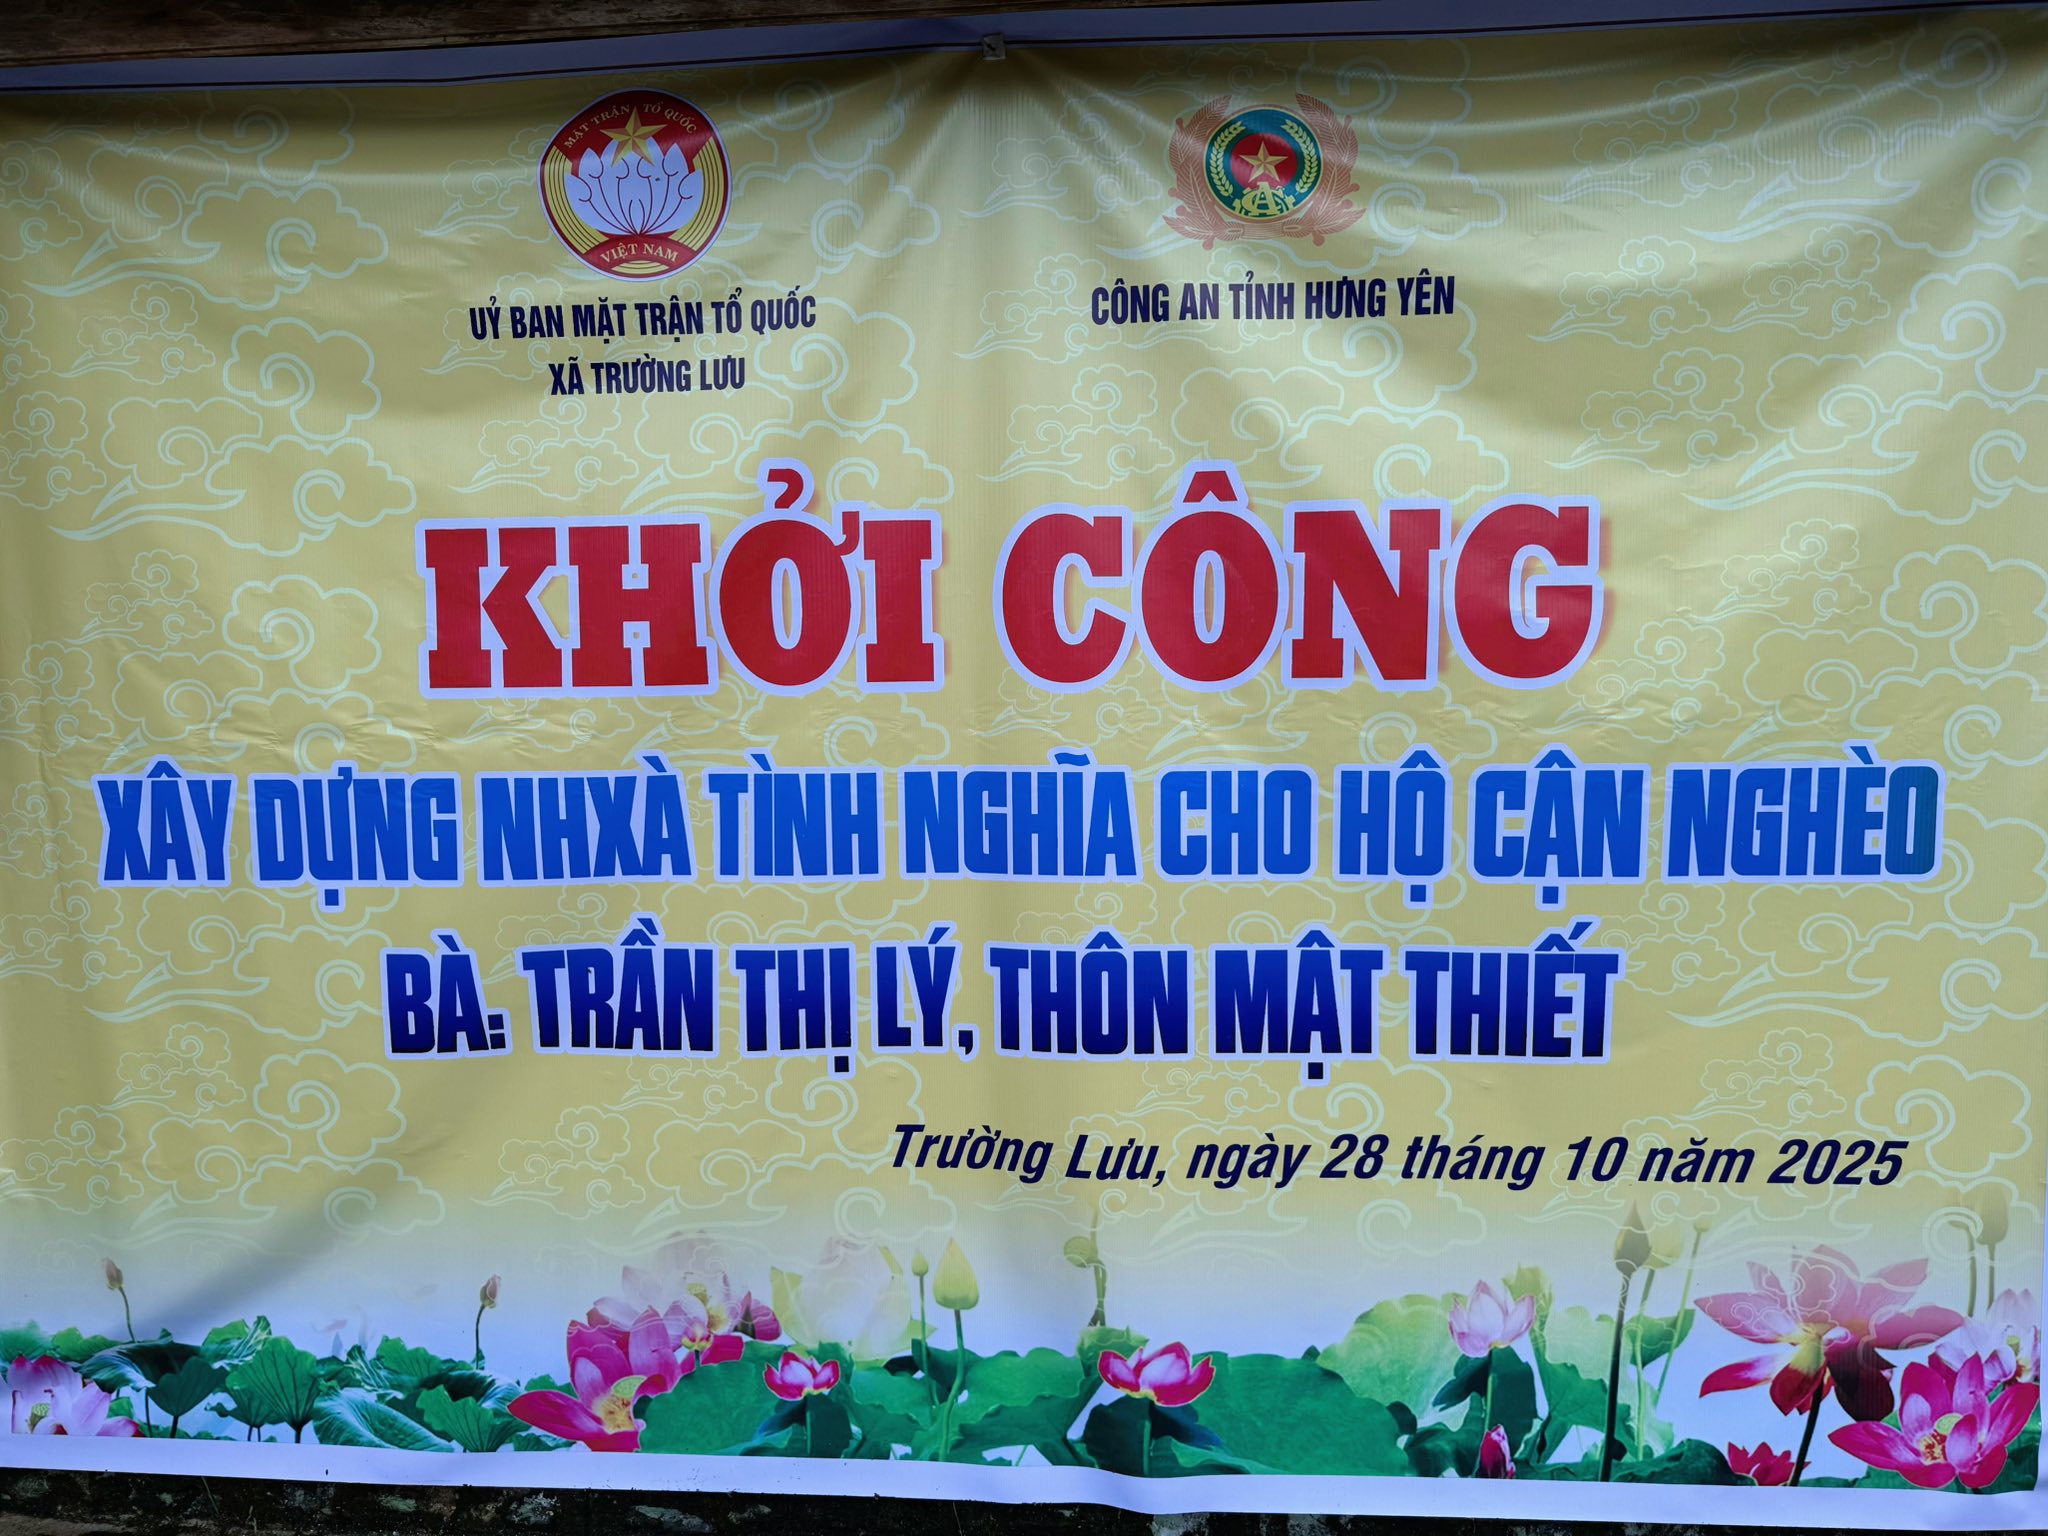 MẶT TRẬN TỔ QUỐC
VIỆT NAM
UỶ BAN MẶT TRẬN TỔ QUỐC
XÃ TRƯỜNG LƯU
CA
CÔNG AN TỈNH HƯNG YÊN
KHỞI CÔNG
XÂY DỰNG NHXÀ TÌNH NGHĨA CHO HỘ CẬN NGHÈO
BÀ: TRẦN THỊ LÝ, THÔN MẬT THIẾT
Trường Lưu, ngày 28 tháng 10 năm 2025